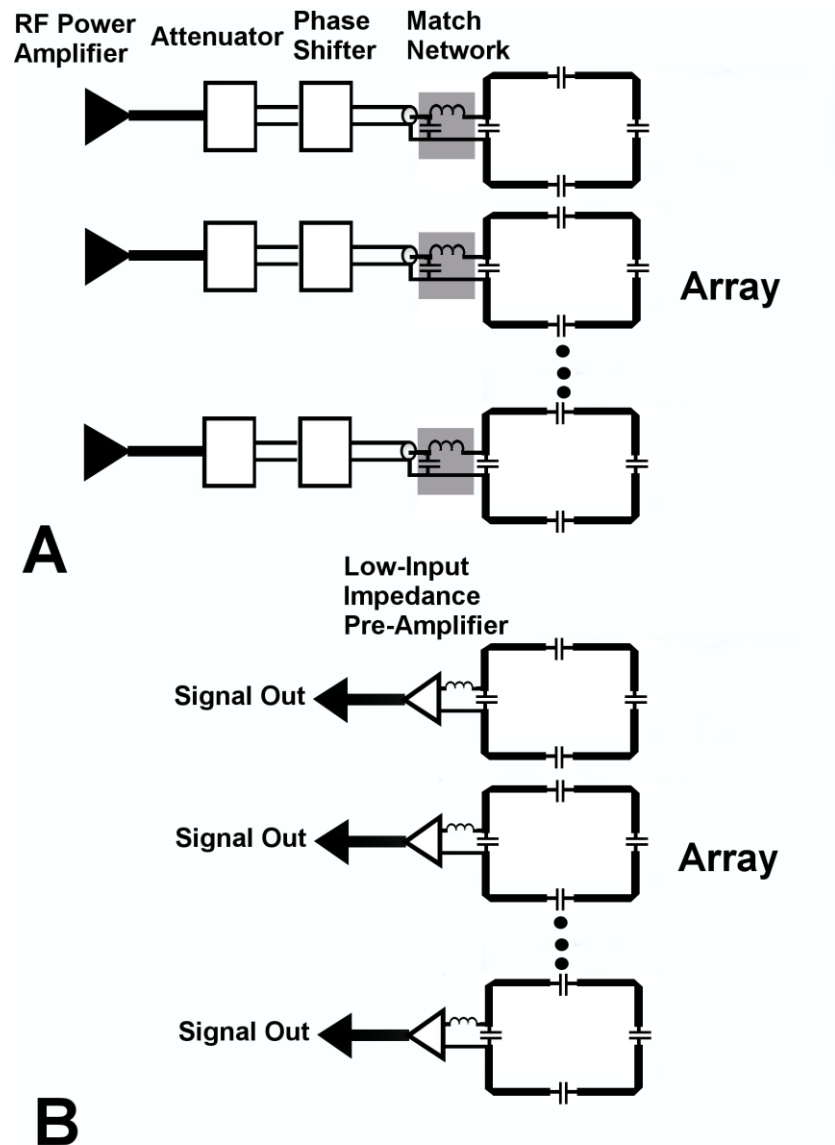 RF Power
Amplifier
Attenuator
Phase
Shifter
Match
Network
Array
A
Low-Input
Impedance
Pre-Amplifier
Signal Out
Signal Out
Array
Signal Out
B